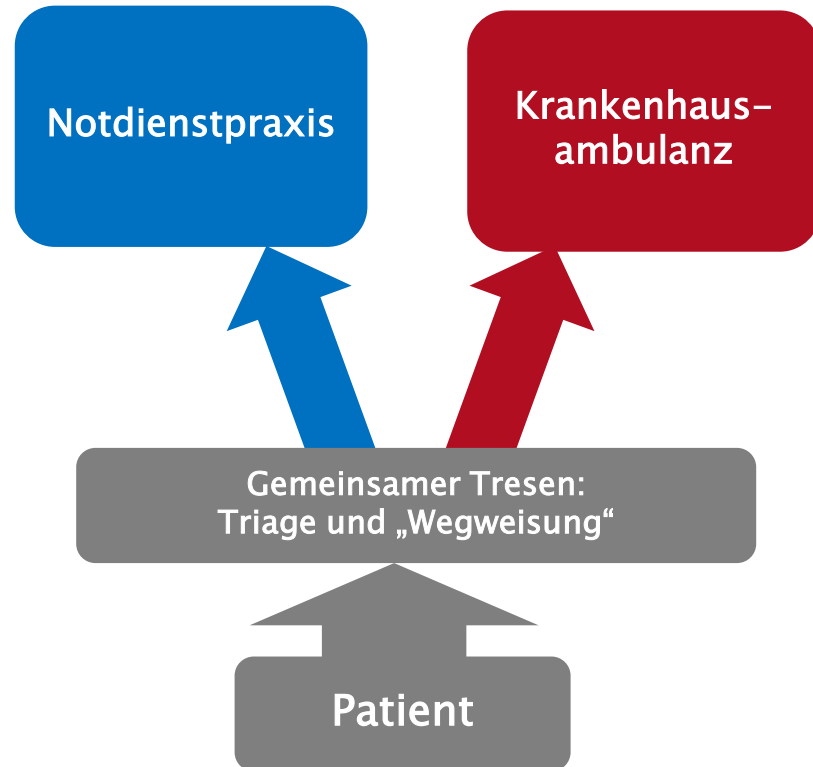 Notdienstpraxis
Krankenhaus-
ambulanz
Gemeinsamer Tresen:
Triage und „Wegweisung“
Patient